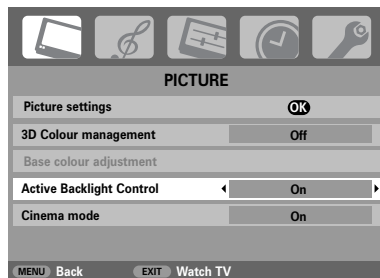 PICTURE
Picture settings OK
3D Colour management Off
Base colour adjustment
Active Backlight Control On
Cinema mode On
MENU Back EXIT Watch TV